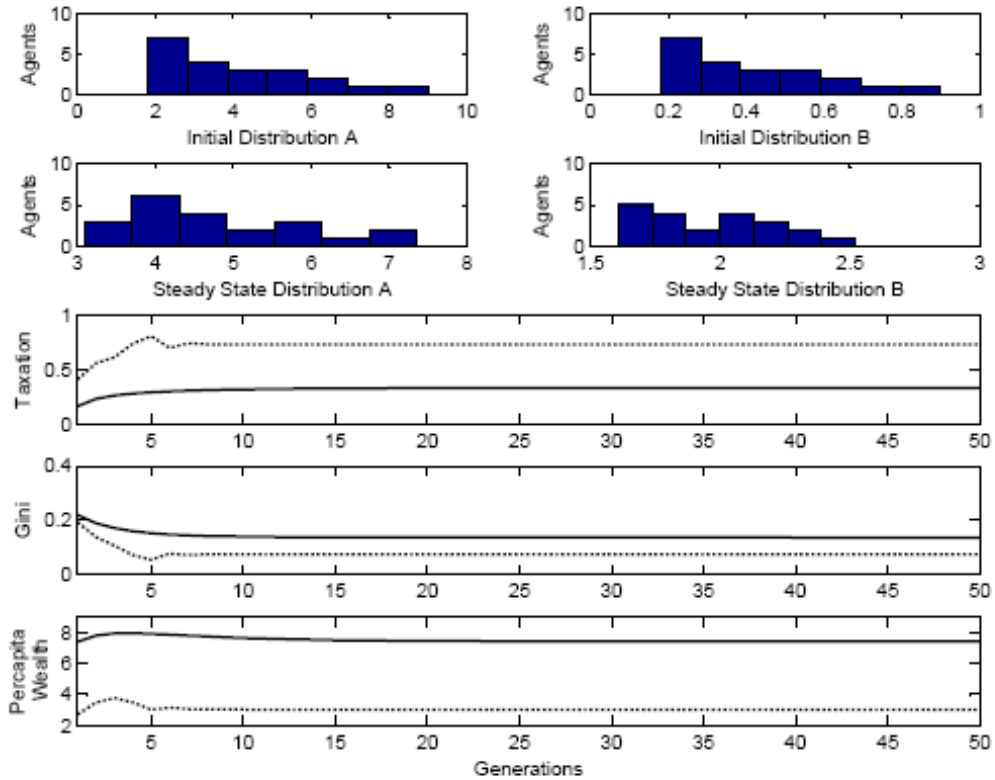 10
5
0
Agents
0 2 4 6 8 10
Initial Distribution A
10
5
0
Agents
0 0.2 0.4 0.6 0.8 1
Initial Distribution B
10
5
0
Agents
3 4 5 6 7 8
Steady State Distribution A
10
5
0
Agents
1.5 2 2.5 3
Steady State Distribution B
1
0.5
0
Taxation
5 10 15 20 25 30 35 40 45 50
0.4
0.2
0
Gini
5 10 15 20 25 30 35 40 45 50
8
6
4
2
Percapita
Wealth
5 10 15 20 25 30 35 40 45 50
Generations